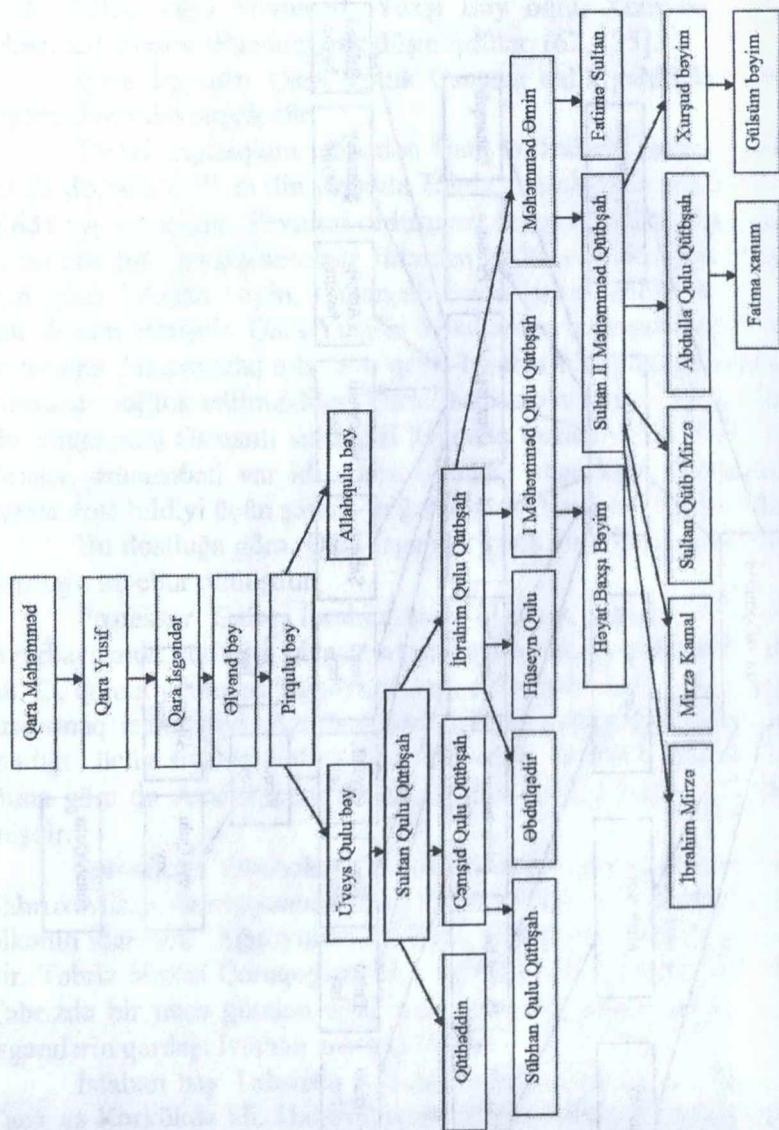 Qara Məhəmməd
Qara Yusif
Qara İsgəndər
Əlvənd bəy
Pirqulu bəy
Üveys Qulu bəy
Allahqulu bəy
Sultan Qulu Qütbşah
Qütbəddin
Cəmşid Qulu Qütbşah
İbrahim Qulu Qütbşah
Sübhan Qulu Qütbşah
Əbdülqədir
Hüseyn Qulu
I Məhəmməd Qulu Qütbşah
Məhəmməd Əmin
Həyat Baxşı Bəyim
Sultan II Məhəmməd Qütbşah
Fatizhə Sultan
İbrahim Mirzə
Mirzə Kamal
Sultan Qütb Mirzə
Abdulla Qulu Qütbşah
Xurşud bəyim
Fatma xanım
Gülsüm bəyim